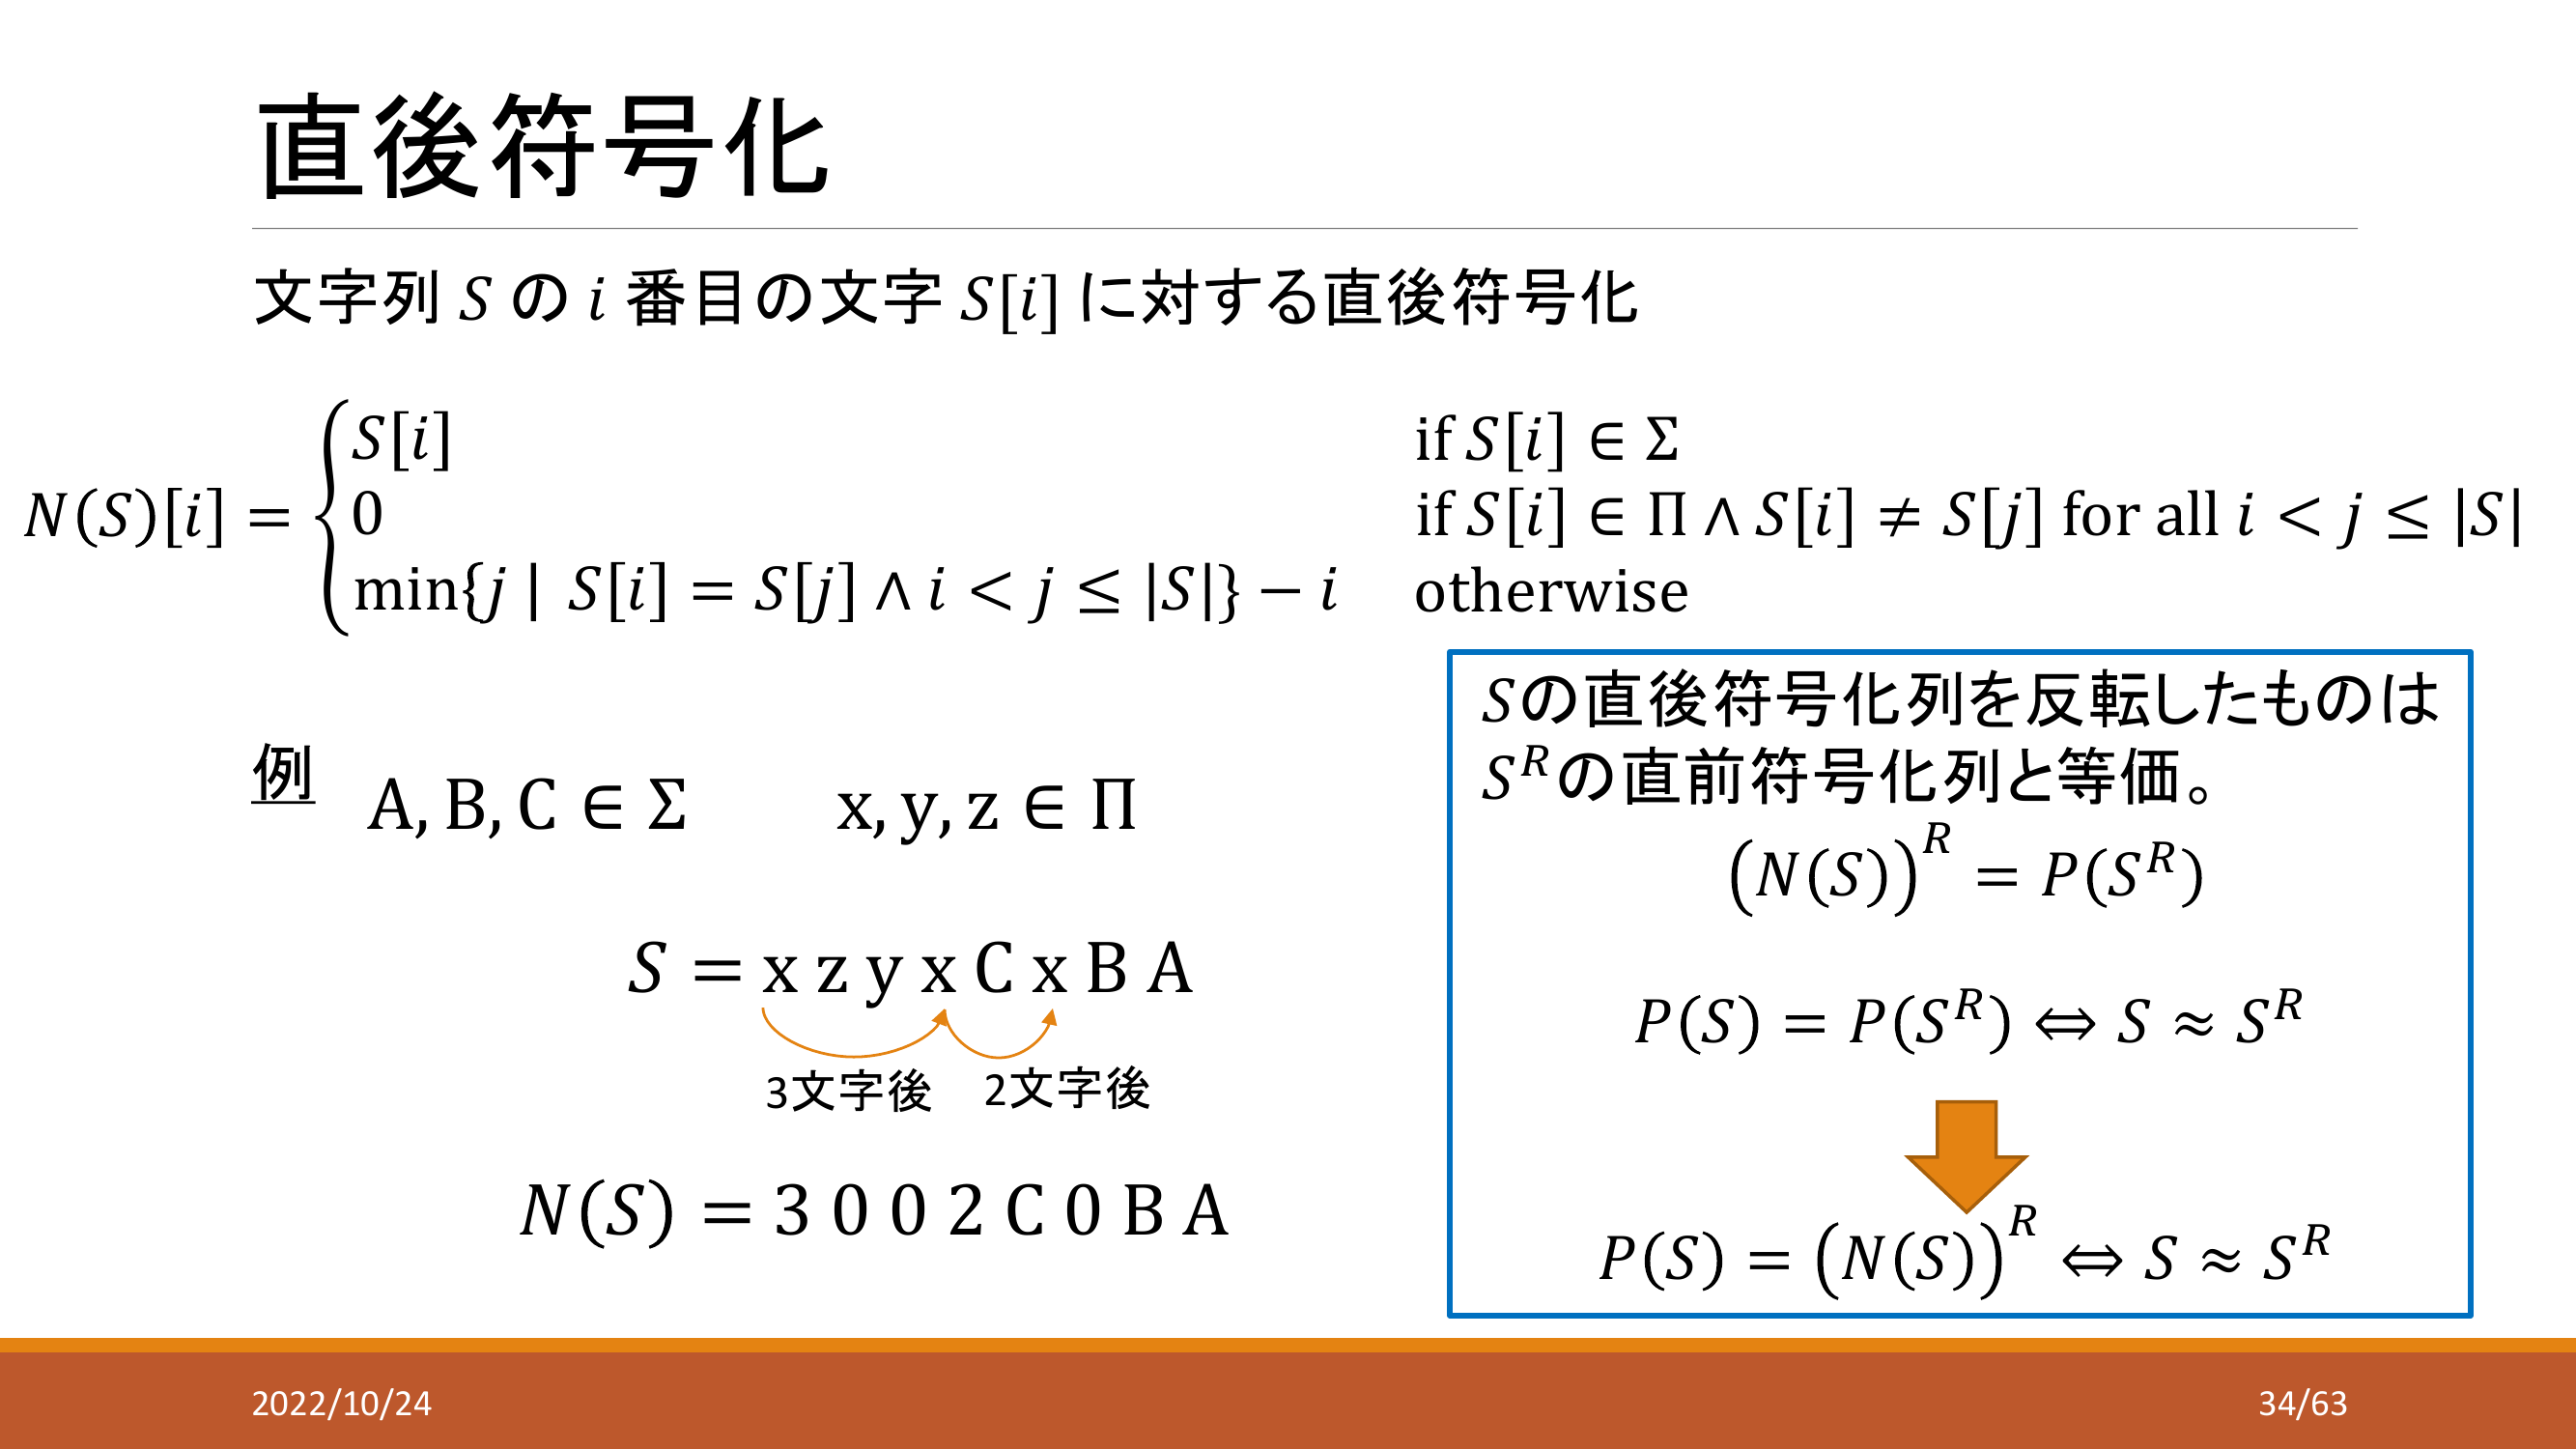 直後符号化
文字列 S の i 番目の文字 S[i] に対する直後符号化
N(S)[i] = { S[i] if S[i] ∈ Σ
0 if S[i] ∈ Π ∧ S[i] ≠ S[j] for all i < j ≤ |S|
min{j | S[i] = S[j] ∧ i < j ≤ |S|} − i otherwise
例 A, B, C ∈ Σ x, y, z ∈ Π
S = x z y x C x B A
3文字後 2文字後
N(S) = 3 0 0 2 C 0 B A
Sの直後符号化列を反転したものは
S^Rの直前符号化列と等価。
(N(S))^R = P(S^R)
P(S) = P(S^R) ⇔ S ≈ S^R
P(S) = (N(S))^R ⇔ S ≈ S^R
2022/10/24
34/63